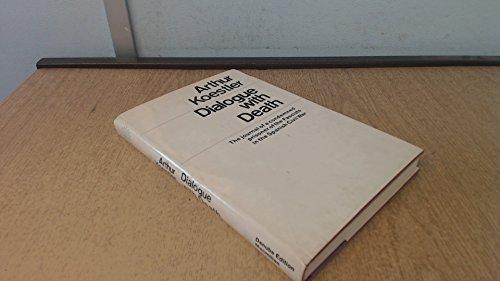 Arthur
Koestler
Dialogue
with
Death
The journal of a condemned
prisoner of the Fascists
in the Spanish Civil War
Arthur Dialogue
Danube Edition